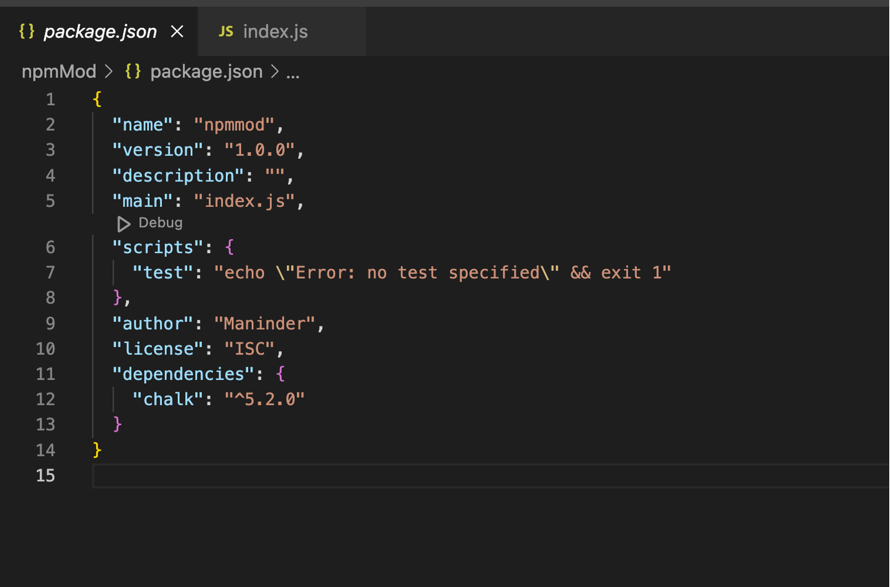 {} package.json × JS index.js
npmMod > {} package.json > ...
1 {
2 "name": "npmmod",
3 "version": "1.0.0",
4 "description": "",
5 "main": "index.js",
Debug
6 "scripts": {
7 "test": "echo \"Error: no test specified\" && exit 1"
8 },
9 "author": "Maninder",
10 "license": "ISC",
11 "dependencies": {
12 "chalk": "^5.2.0"
13 }
14 }
15